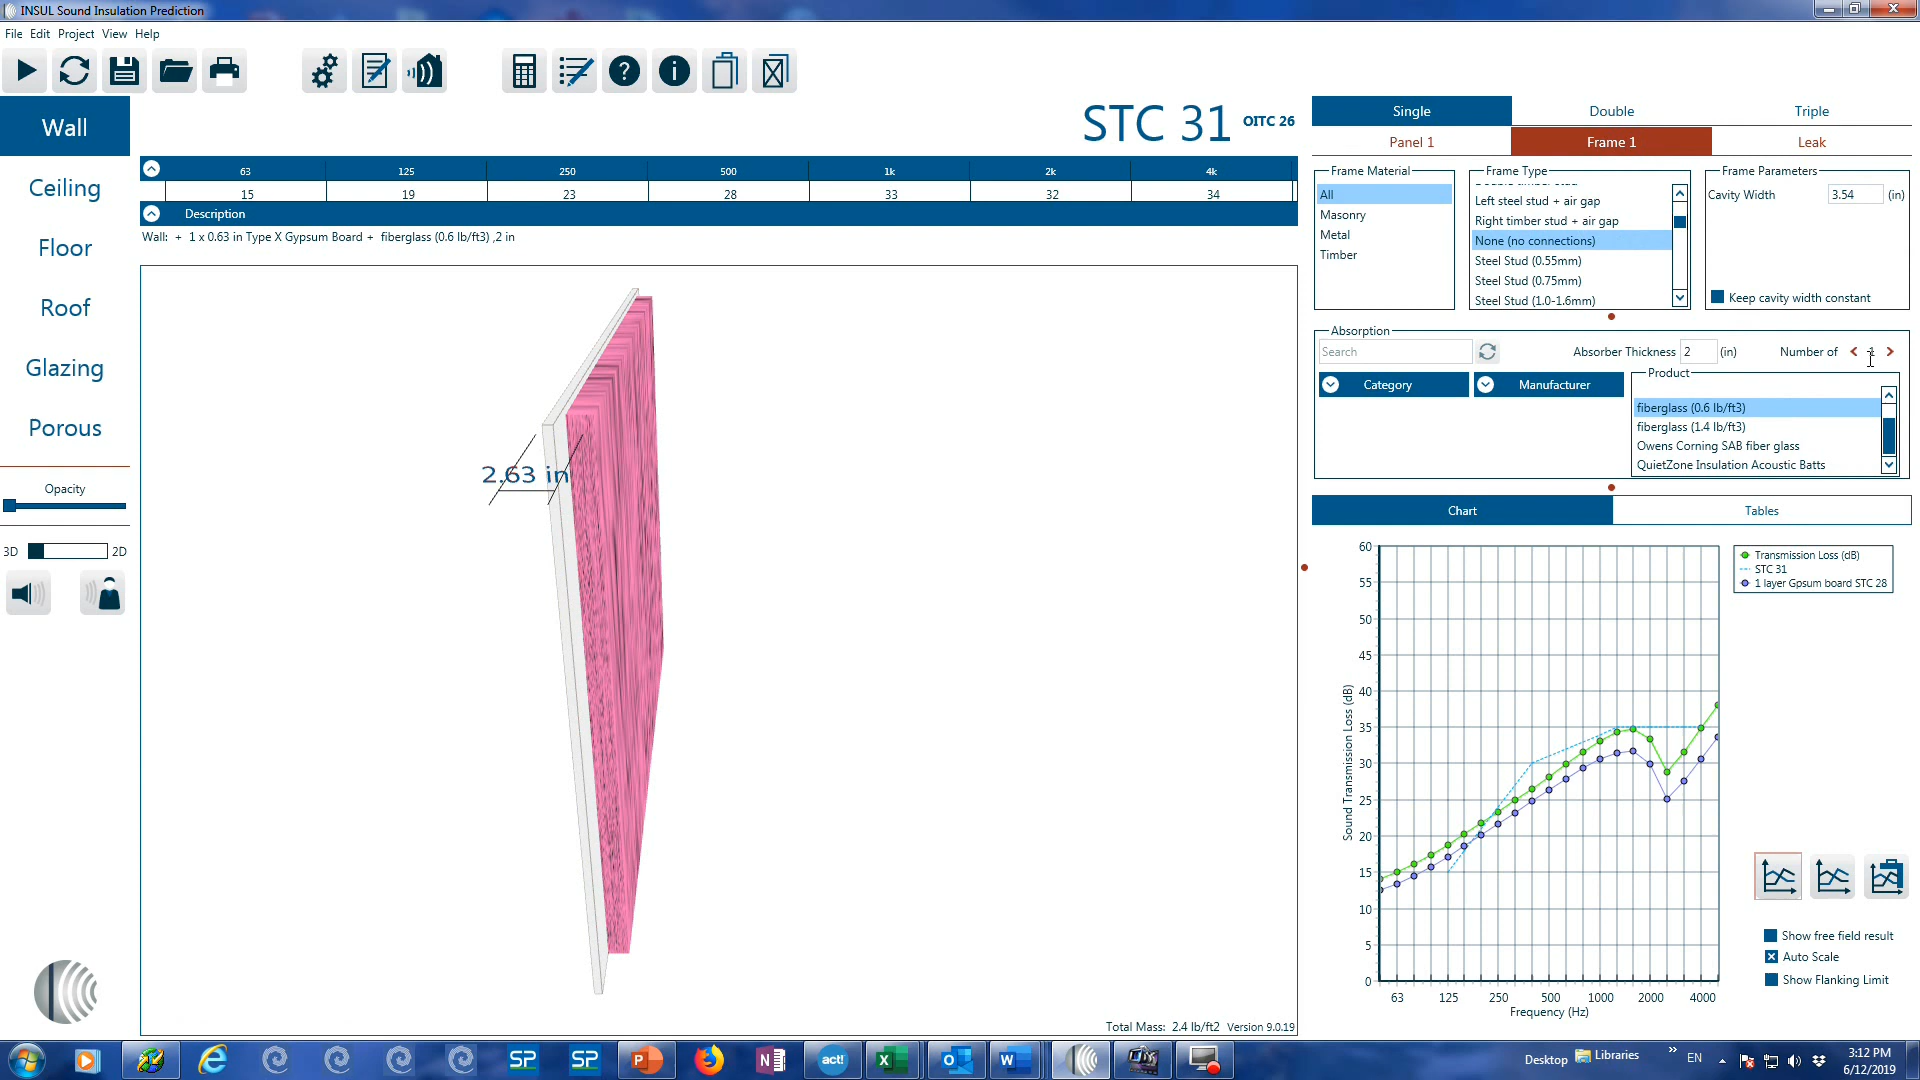 INSUL Sound Insulation Prediction
File Edit Project View Help
Wall
Ceiling
Floor
Roof
Glazing
Porous
Opacity
3D 2D
STC 31 OITC 26
63 125 250 500 1k 2k 4k
15 19 23 28 33 32 34
Description
Wall: + 1 x 0.63 in Type X Gypsum Board + fiberglass (0.6 lb/ft3) ,2 in
2.63 in
Total Mass: 2.4 lb/ft2 Version 9.0.19
Single Double Triple
Panel 1 Frame 1 Leak
Frame Material
All
Masonry
Metal
Timber
Frame Type
Left steel stud + air gap
Right timber stud + air gap
None (no connections)
Steel Stud (0.55mm)
Steel Stud (0.75mm)
Steel Stud (1.0-1.6mm)
Frame Parameters
Cavity Width 3.54 (in)
Keep cavity width constant
Absorption
Search
Absorber Thickness 2 (in)
Number of < >
Category
Manufacturer
Product
fiberglass (0.6 lb/ft3)
fiberglass (1.4 lb/ft3)
Owens Corning SAB fiber glass
QuietZone Insulation Acoustic Batts
Chart Tables
60
55
50
45
40
35
30
25
20
15
10
5
0
Sound Transmission Loss (dB)
63 125 250 500 1000 2000 4000
Frequency (Hz)
Transmission Loss (dB)
STC 31
1 layer Gpsum board STC 28
Show free field result
Auto Scale
Show Flanking Limit
SP SP act!
Desktop Libraries » EN
3:12 PM
6/12/2019